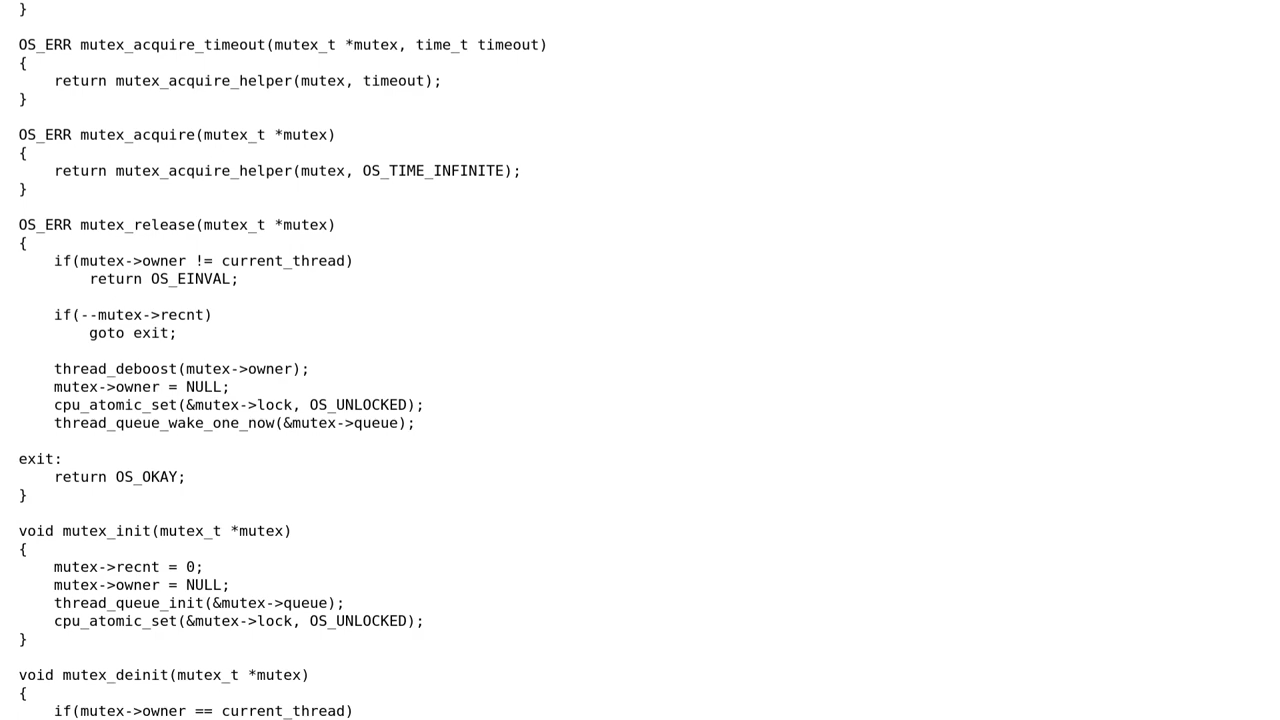 }

OS_ERR mutex_acquire_timeout(mutex_t *mutex, time_t timeout)
{
    return mutex_acquire_helper(mutex, timeout);
}

OS_ERR mutex_acquire(mutex_t *mutex)
{
    return mutex_acquire_helper(mutex, OS_TIME_INFINITE);
}

OS_ERR mutex_release(mutex_t *mutex)
{
    if(mutex->owner != current_thread)
        return OS_EINVAL;

    if(--mutex->recnt)
        goto exit;

    thread_deboost(mutex->owner);
    mutex->owner = NULL;
    cpu_atomic_set(&mutex->lock, OS_UNLOCKED);
    thread_queue_wake_one_now(&mutex->queue);

exit:
    return OS_OKAY;
}

void mutex_init(mutex_t *mutex)
{
    mutex->recnt = 0;
    mutex->owner = NULL;
    thread_queue_init(&mutex->queue);
    cpu_atomic_set(&mutex->lock, OS_UNLOCKED);
}

void mutex_deinit(mutex_t *mutex)
{
    if(mutex->owner == current_thread)